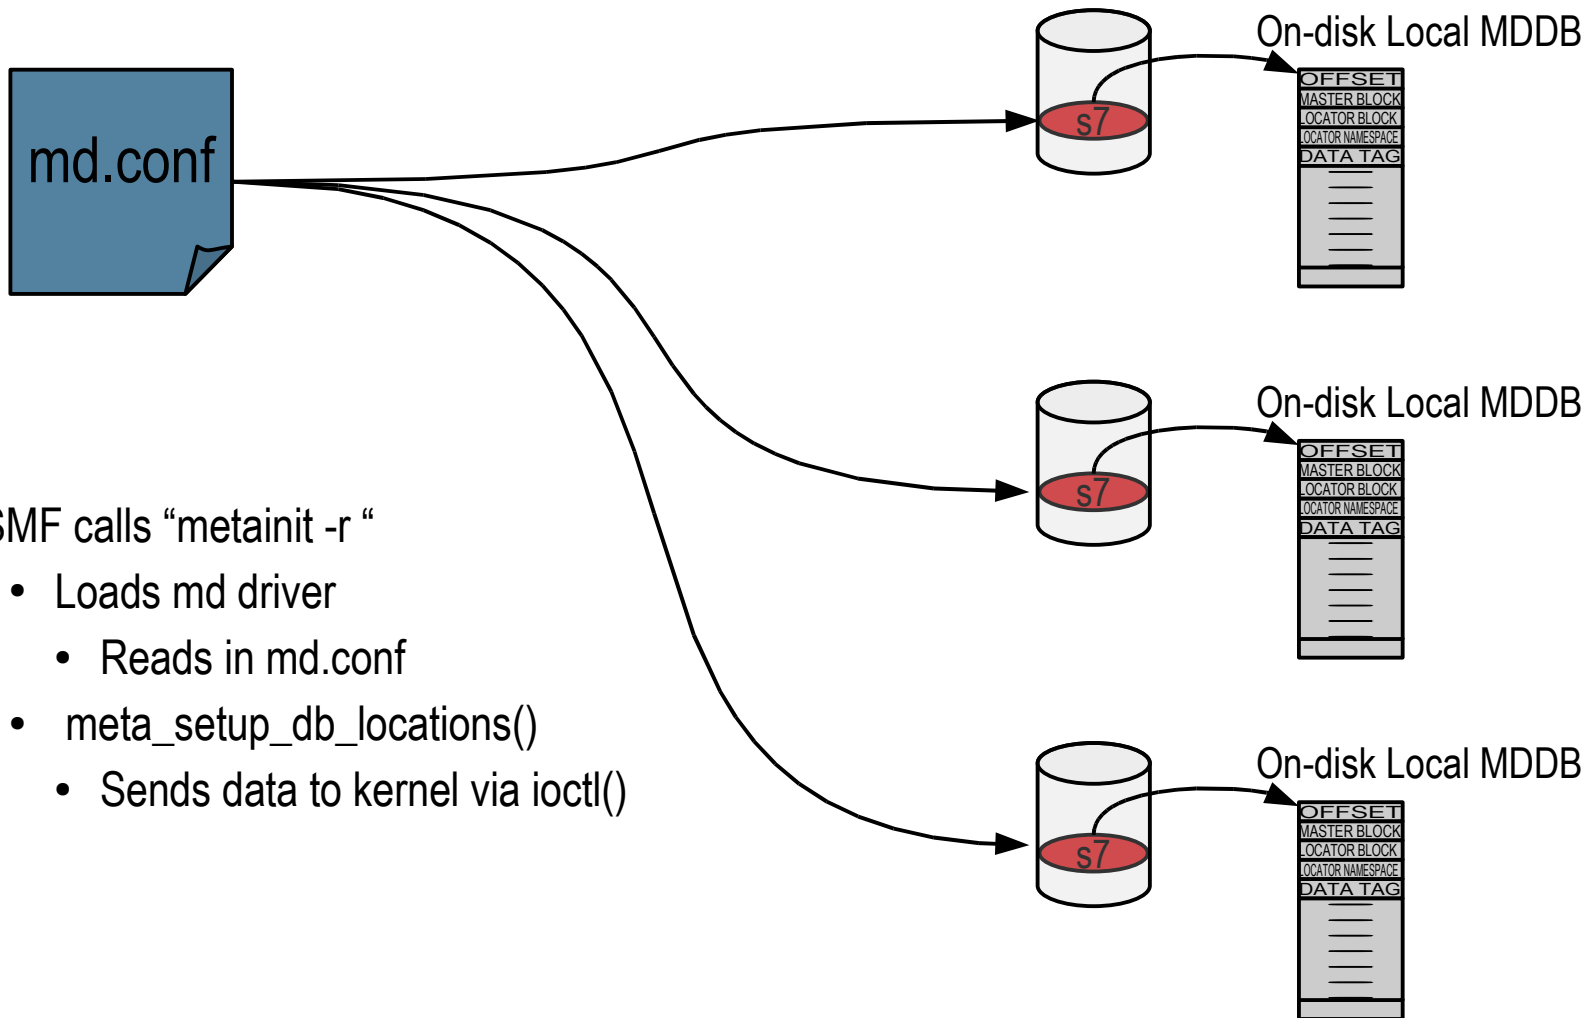 On-disk Local MDDB
OFFSET
MASTER BLOCK
LOCATOR BLOCK
LOCATOR NAMESPACE
DATA TAG
s7
md.conf
On-disk Local MDDB
OFFSET
MASTER BLOCK
LOCATOR BLOCK
LOCATOR NAMESPACE
DATA TAG
s7
SMF calls “metainit -r “
• Loads md driver
• Reads in md.conf
• meta_setup_db_locations()
• Sends data to kernel via ioctl()
On-disk Local MDDB
OFFSET
MASTER BLOCK
LOCATOR BLOCK
LOCATOR NAMESPACE
DATA TAG
s7